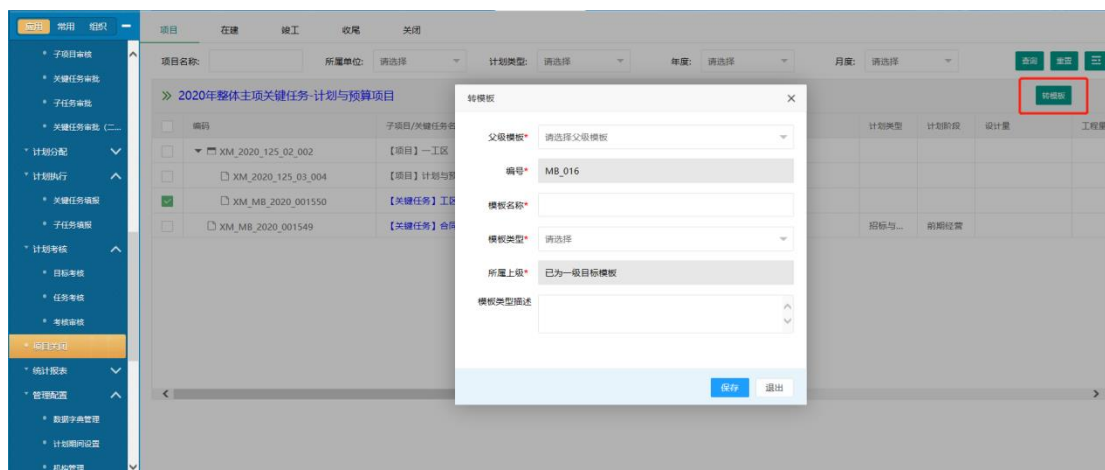 应用 常用 组织
子项目审核
关键任务审批
子任务审批
关键任务审批 (二...
计划分配
计划执行
关键任务填报
子任务填报
计划考核
目标考核
任务考核
考核审核
项目关闭
统计报表
管理配置
数据字典管理
计划期间设置
机构管理
项目 在建 竣工 收尾 关闭
项目名称: 所属单位: 请选择 计划类型: 请选择 年度: 请选择 月度: 请选择 查询 重置
2020年整体主项关键任务-计划与预算项目 转模板
编码 子项目/关键任务名 计划类型 计划阶段 设计量 工程量
XM_2020_125_02_002 【项目】一工区
XM_2020_125_03_004 【项目】计划与预
XM_MB_2020_001550 【关键任务】工区
XM_MB_2020_001549 【关键任务】合同 招标与... 前期经营
转模板
父级模板* 请选择父级模板
编号* MB_016
模板名称*
模板类型* 请选择
所属上级* 已为一级目标模板
模板类型描述
保存 退出